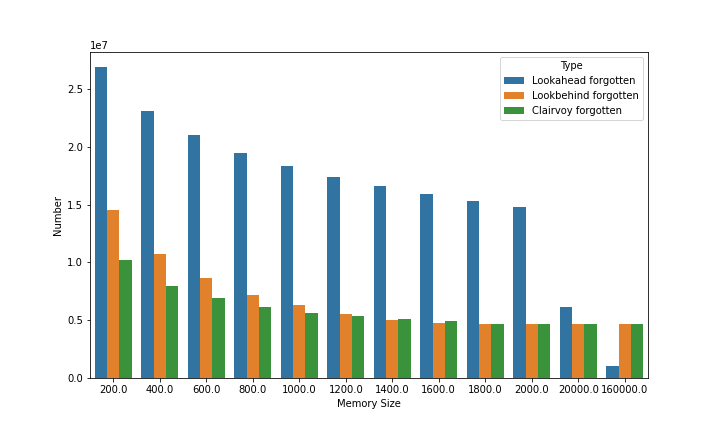 1e7
Type
Lookahead forgotten
Lookbehind forgotten
Clairvoy forgotten
2.5
2.0
1.5
1.0
0.5
0.0
Number
200.0 400.0 600.0 800.0 1000.0 1200.0 1400.0 1600.0 1800.0 2000.0 20000.0 160000.0
Memory Size